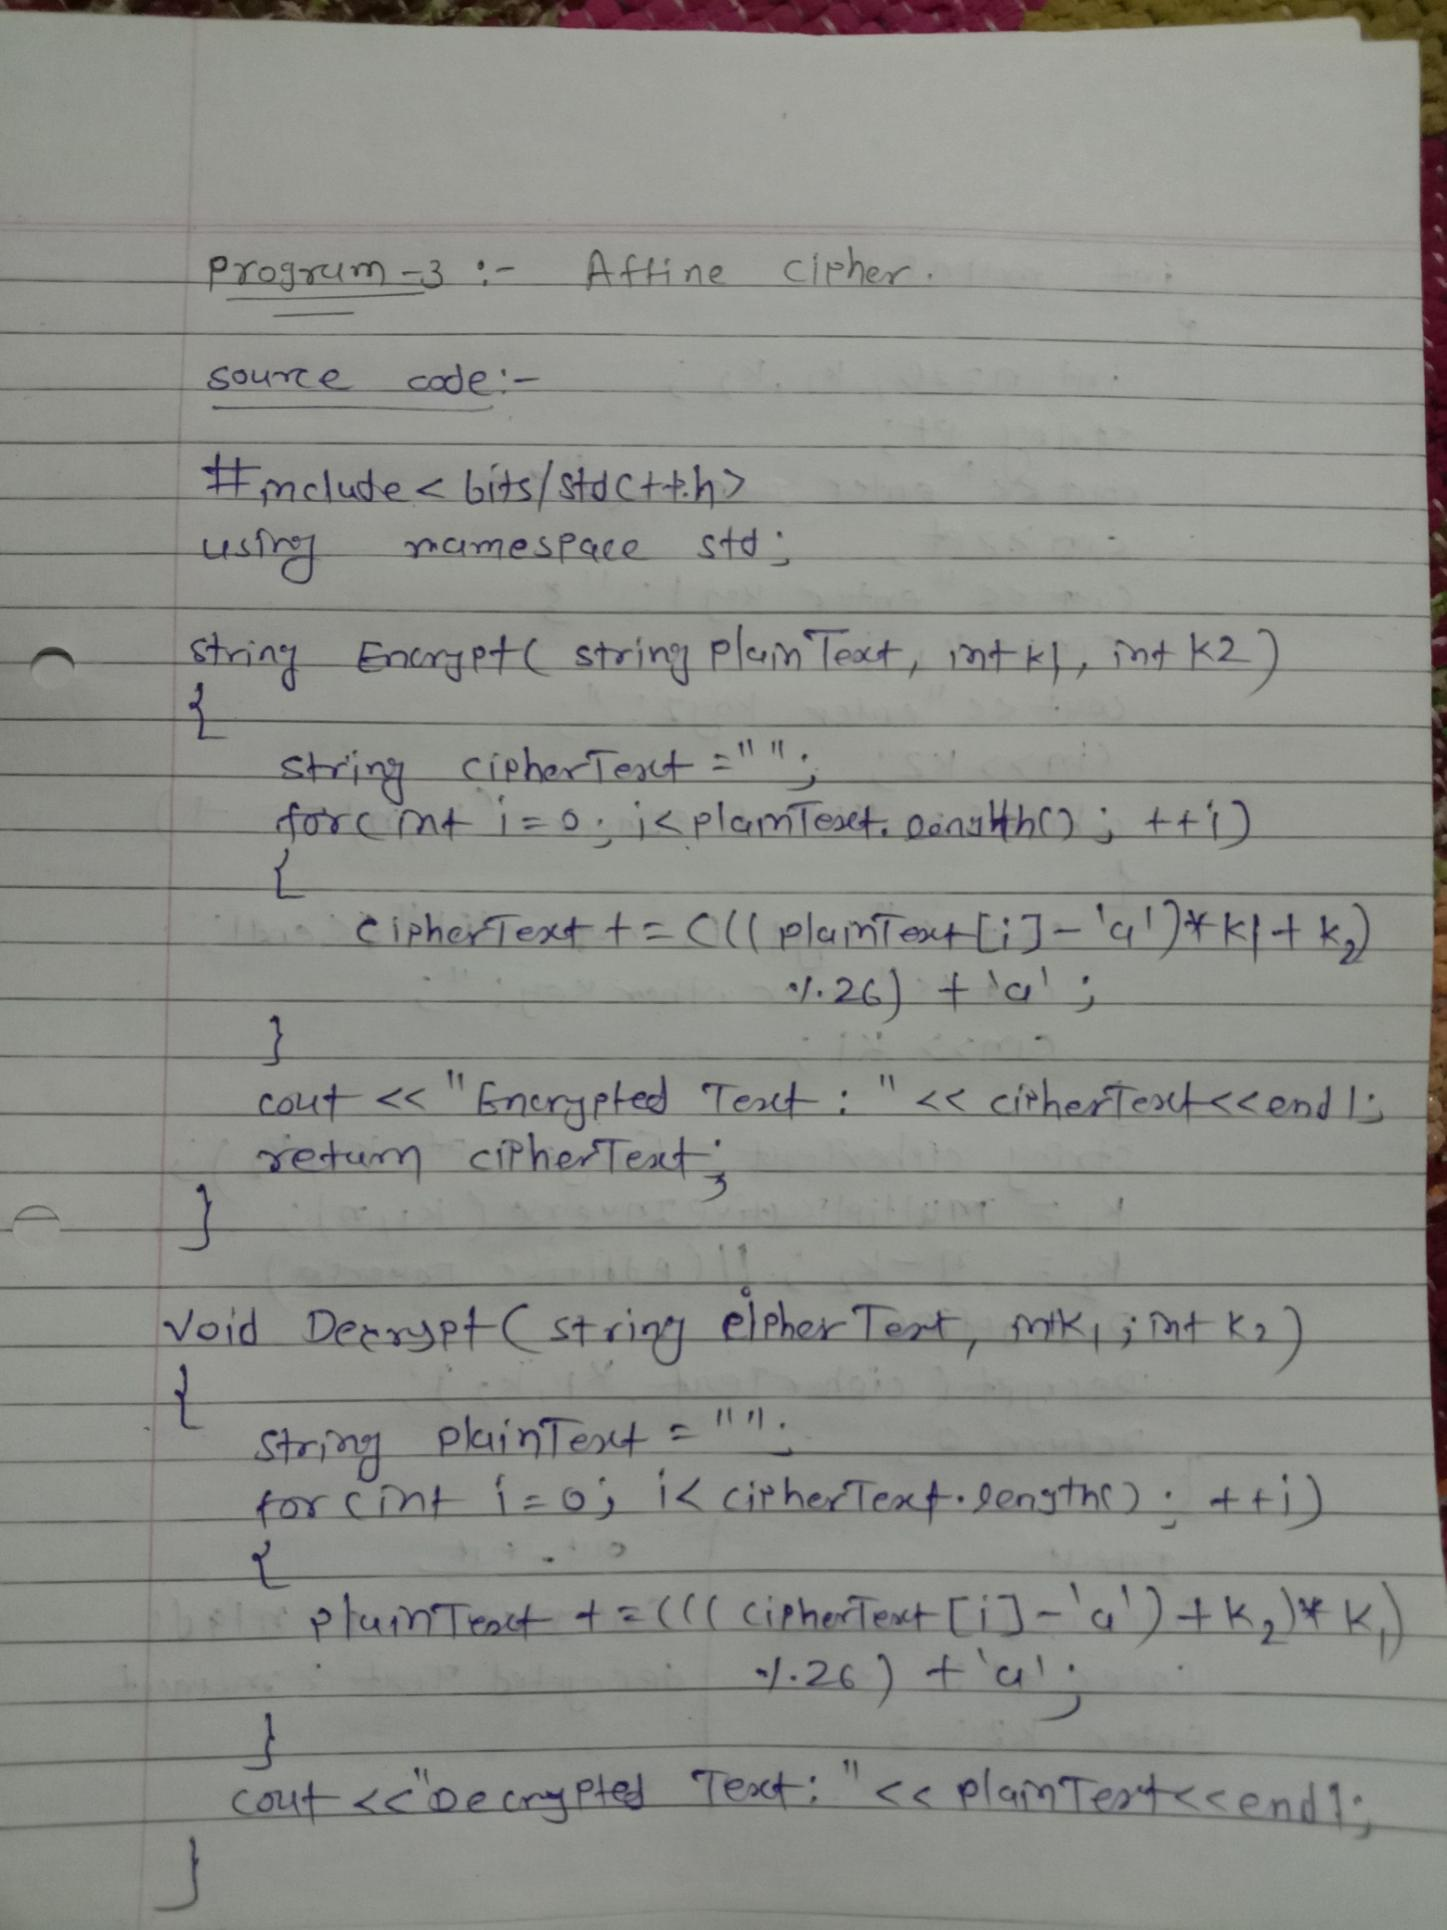 Program-3 :- Affine Cipher.
source code:-
#include < bits/stdc++.h>
using namespace std;
string Encrypt( string plainText, int k1, int k2)
{
string cipherText = "";
for( int i=0; i< plainText.length(); ++i)
{
cipherText += (((plainText[i]-'a')*k1+k2)
%26) + 'a';
}
cout << "Encrypted Text : " << cipherText<<endl;
return cipherText;
}
void Decrypt( string cipherText, int k1; int k2)
{
string plainText = "";
for(int i=0; i< cipherText.length(); ++i)
{
plainText +=(((cipherText[i]-'a')+k2)*k1)
%26) +'a';
}
cout <<"Decrypted Text: " << plainText<<endl;
}